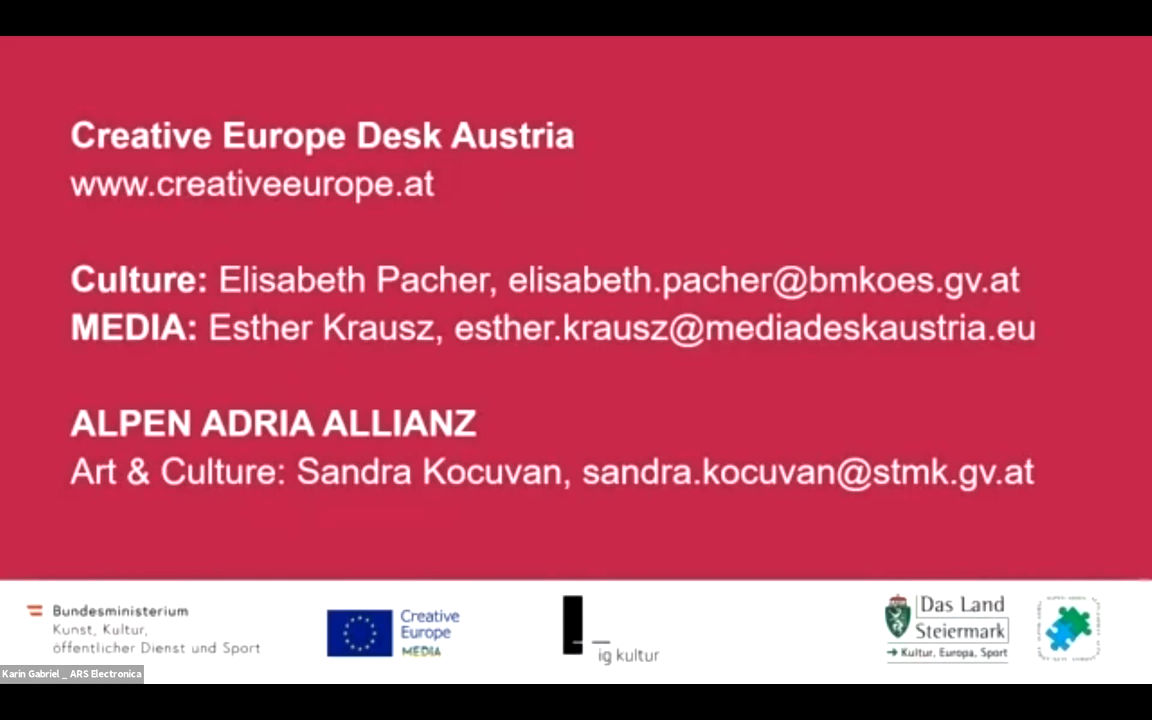 Creative Europe Desk Austria
www.creativeeurope.at
Culture: Elisabeth Pacher, elisabeth.pacher@bmkoes.gv.at
MEDIA: Esther Krausz, esther.krausz@mediadeskaustria.eu
ALPEN ADRIA ALLIANZ
Art & Culture: Sandra Kocuvan, sandra.kocuvan@stmk.gv.at
Bundesministerium
Kunst, Kultur,
öffentlicher Dienst und Sport
Creative
Europe
MEDIA
ig kultur
Das Land
Steiermark
→ Kultur, Europa, Sport
Karin Gabriel _ ARS Electronica